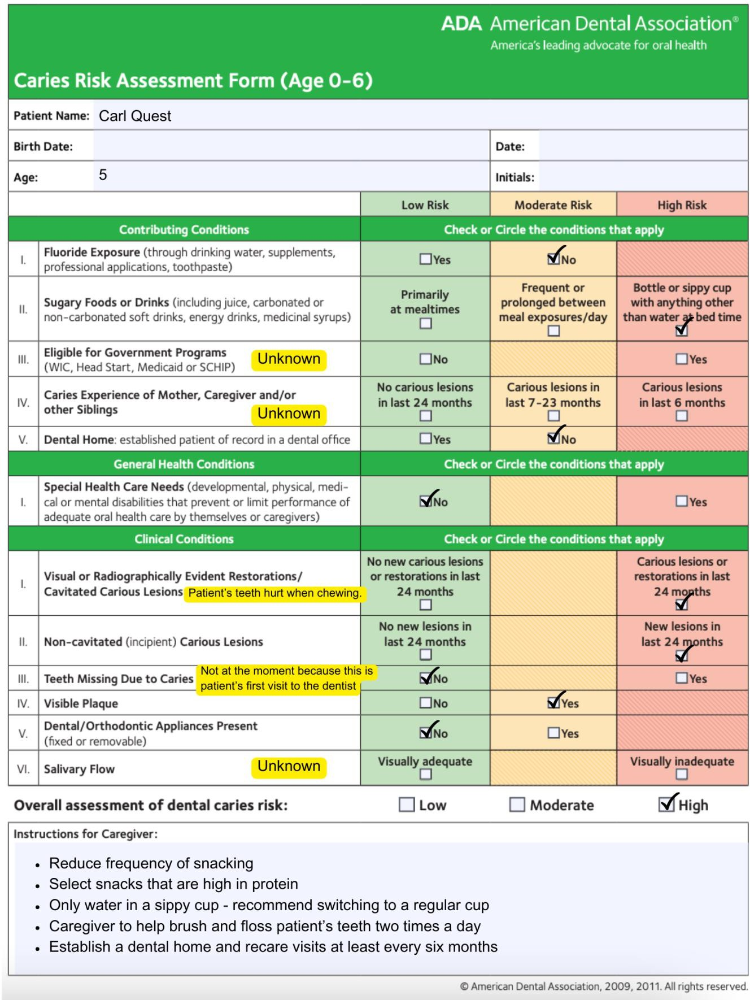 ADA American Dental Association®
America's leading advocate for oral health
Caries Risk Assessment Form (Age 0-6)
Patient Name: Carl Quest
Birth Date:
Date:
Age: 5
Initials:
Low Risk
Moderate Risk
High Risk
Contributing Conditions
Check or Circle the conditions that apply
I.
Fluoride Exposure (through drinking water, supplements,
professional applications, toothpaste)
Yes
No
II.
Sugary Foods or Drinks (including juice, carbonated or
non-carbonated soft drinks, energy drinks, medicinal syrups)
Primarily
at mealtimes
Frequent or
prolonged between
meal exposures/day
Bottle or sippy cup
with anything other
than water at bed time
III.
Eligible for Government Programs
(WIC, Head Start, Medicaid or SCHIP)
Unknown
No
Yes
IV.
Caries Experience of Mother, Caregiver and/or
other Siblings
Unknown
No carious lesions
in last 24 months
Carious lesions in
last 7-23 months
Carious lesions
in last 6 months
V.
Dental Home: established patient of record in a dental office
Yes
No
General Health Conditions
Check or Circle the conditions that apply
I.
Special Health Care Needs (developmental, physical, medi-
cal or mental disabilities that prevent or limit performance of
adequate oral health care by themselves or caregivers)
No
Yes
Clinical Conditions
Check or Circle the conditions that apply
I.
Visual or Radiographically Evident Restorations/
Cavitated Carious Lesions
Patient's teeth hurt when chewing.
No new carious lesions
or restorations in last
24 months
Carious lesions or
restorations in last
24 months
II.
Non-cavitated (incipient) Carious Lesions
No new lesions in
last 24 months
New lesions in
last 24 months
III.
Teeth Missing Due to Caries
Not at the moment because this is
patient's first visit to the dentist
No
Yes
IV.
Visible Plaque
No
Yes
V.
Dental/Orthodontic Appliances Present
(fixed or removable)
No
Yes
VI.
Salivary Flow
Unknown
Visually adequate
Visually inadequate
Overall assessment of dental caries risk:
Low
Moderate
High
Instructions for Caregiver:
• Reduce frequency of snacking
• Select snacks that are high in protein
• Only water in a sippy cup - recommend switching to a regular cup
• Caregiver to help brush and floss patient's teeth two times a day
• Establish a dental home and recare visits at least every six months
© American Dental Association, 2009, 2011. All rights reserved.